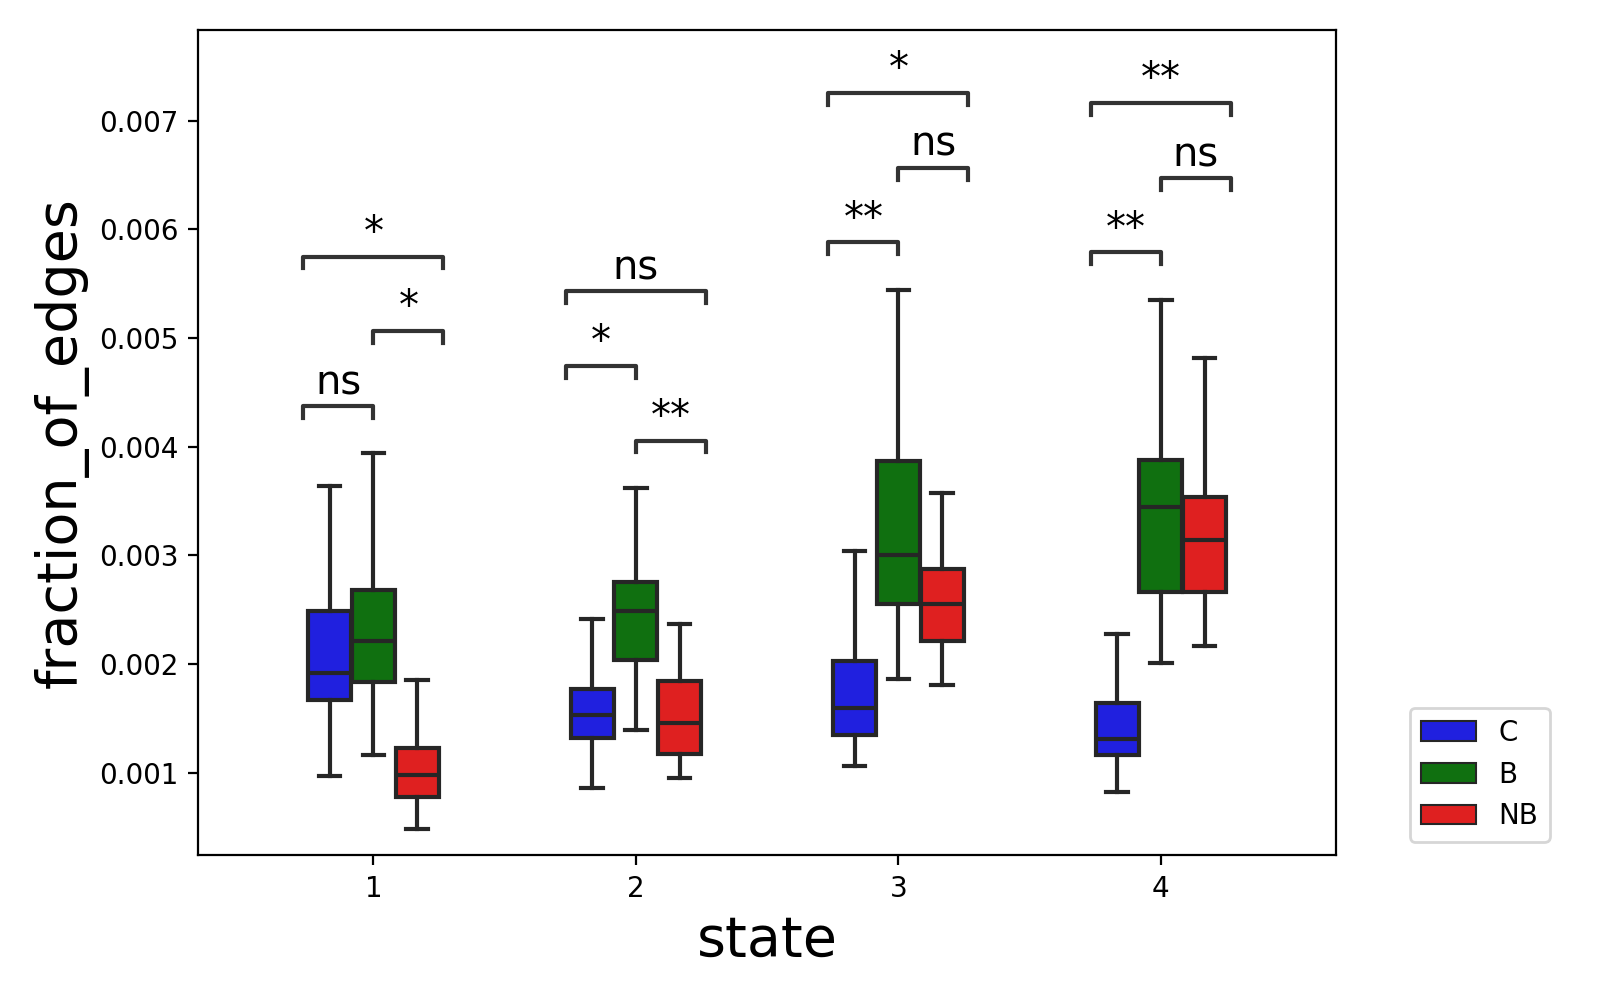 *
**
0.007
ns
ns
**
**
0.006
*
ns
*
0.005
*
ns
**
0.004
0.003
0.002
0.001
fraction_of_edges
C
B
NB
1 2 3 4
state